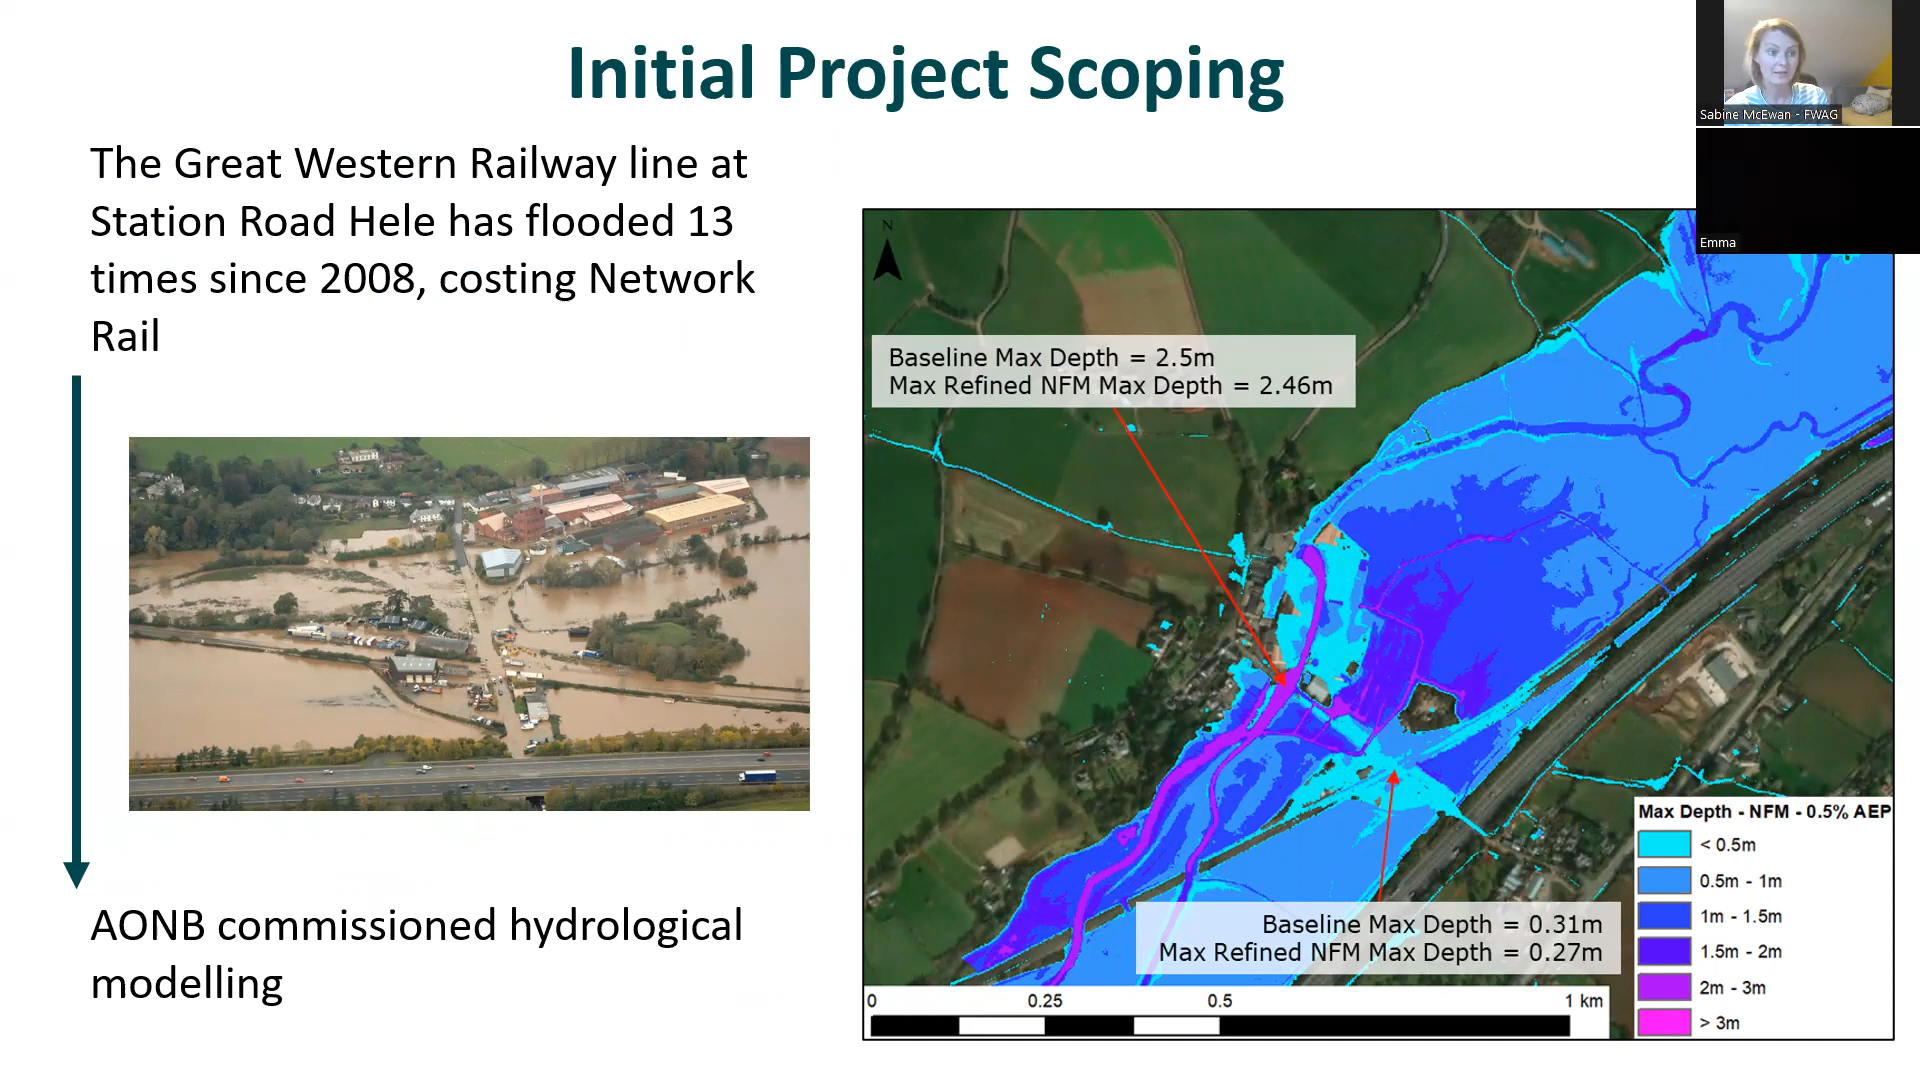 Initial Project Scoping
The Great Western Railway line at
Station Road Hele has flooded 13
times since 2008, costing Network
Rail
AONB commissioned hydrological
modelling
N
Baseline Max Depth = 2.5m
Max Refined NFM Max Depth = 2.46m
Baseline Max Depth = 0.31m
Max Refined NFM Max Depth = 0.27m
0 0.25 0.5 1 km
Max Depth - NFM - 0.5% AEP
< 0.5m
0.5m - 1m
1m - 1.5m
1.5m - 2m
2m - 3m
> 3m
Sabine McEwan - FWAG
Emma